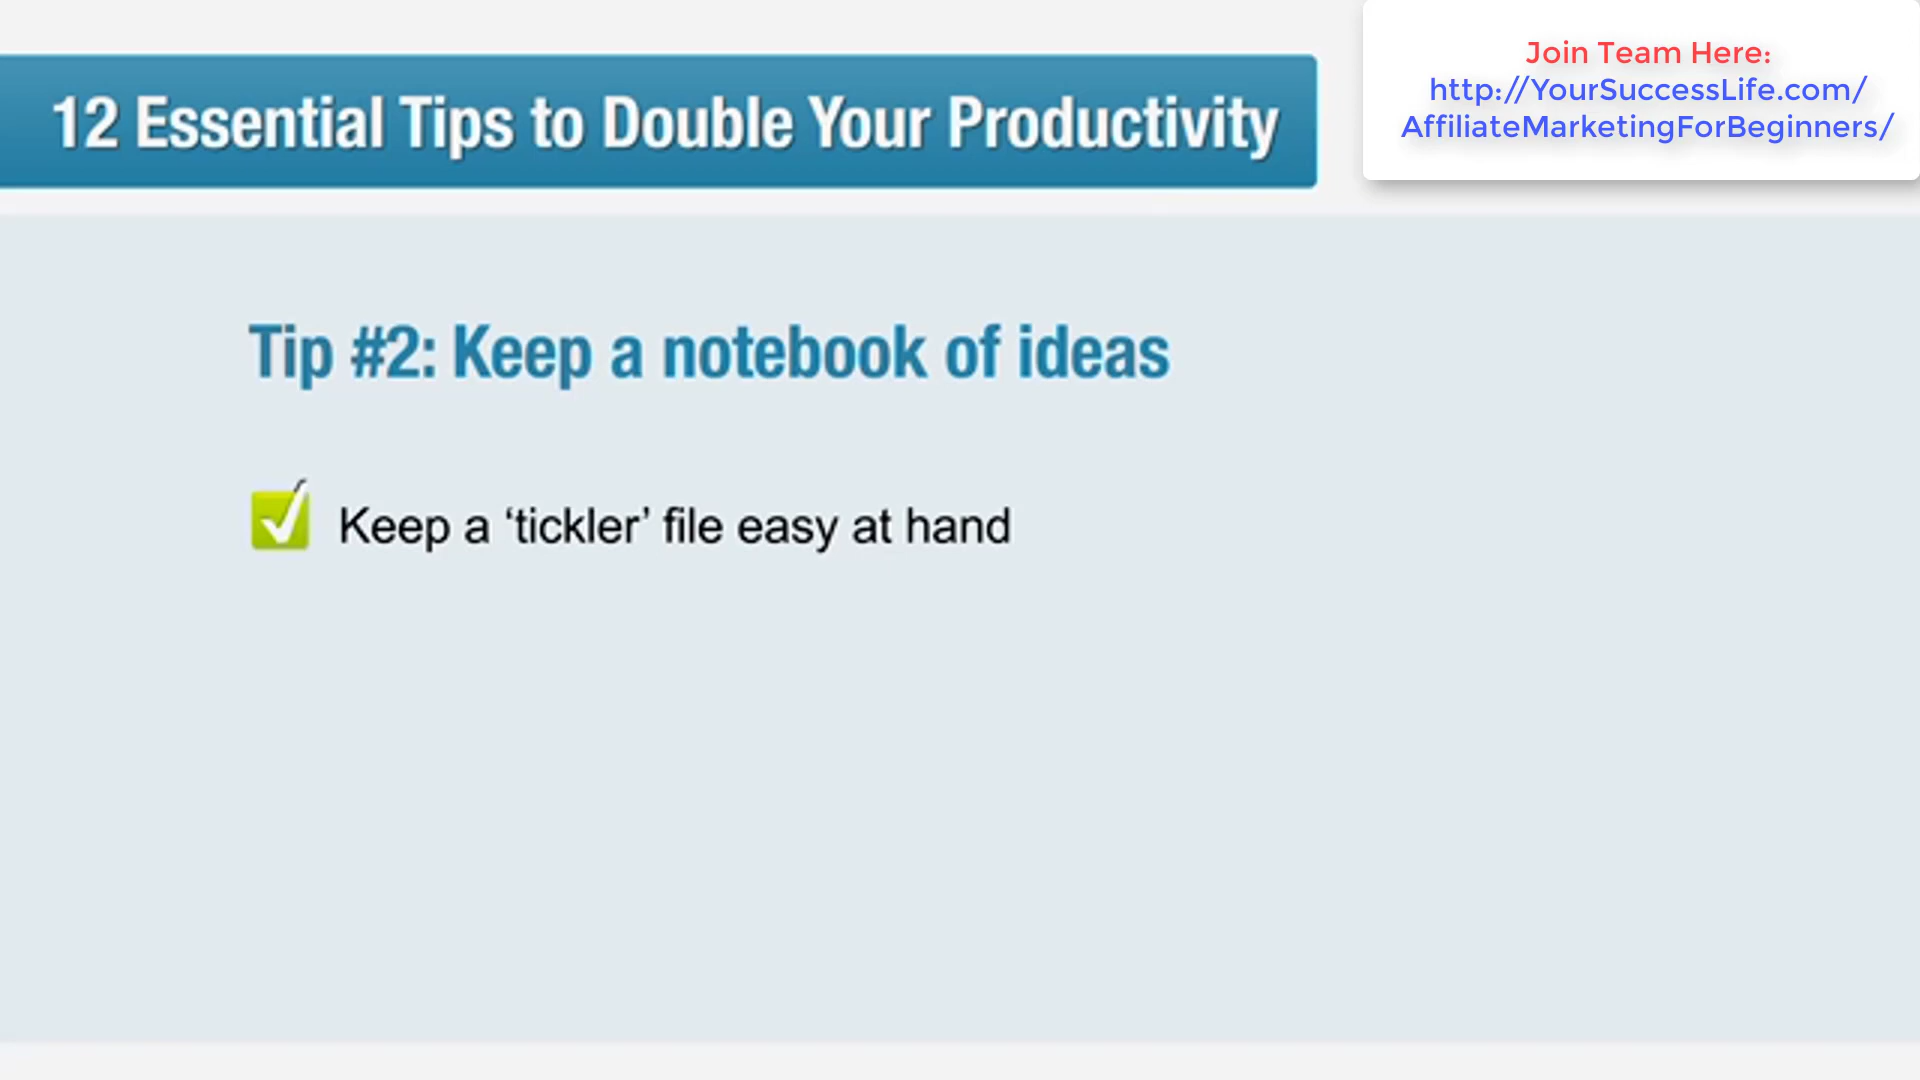 12 Essential Tips to Double Your Productivity
Join Team Here:
http://YourSuccessLife.com/
AffiliateMarketingForBeginners/
Tip #2: Keep a notebook of ideas
Keep a ‘tickler’ file easy at hand